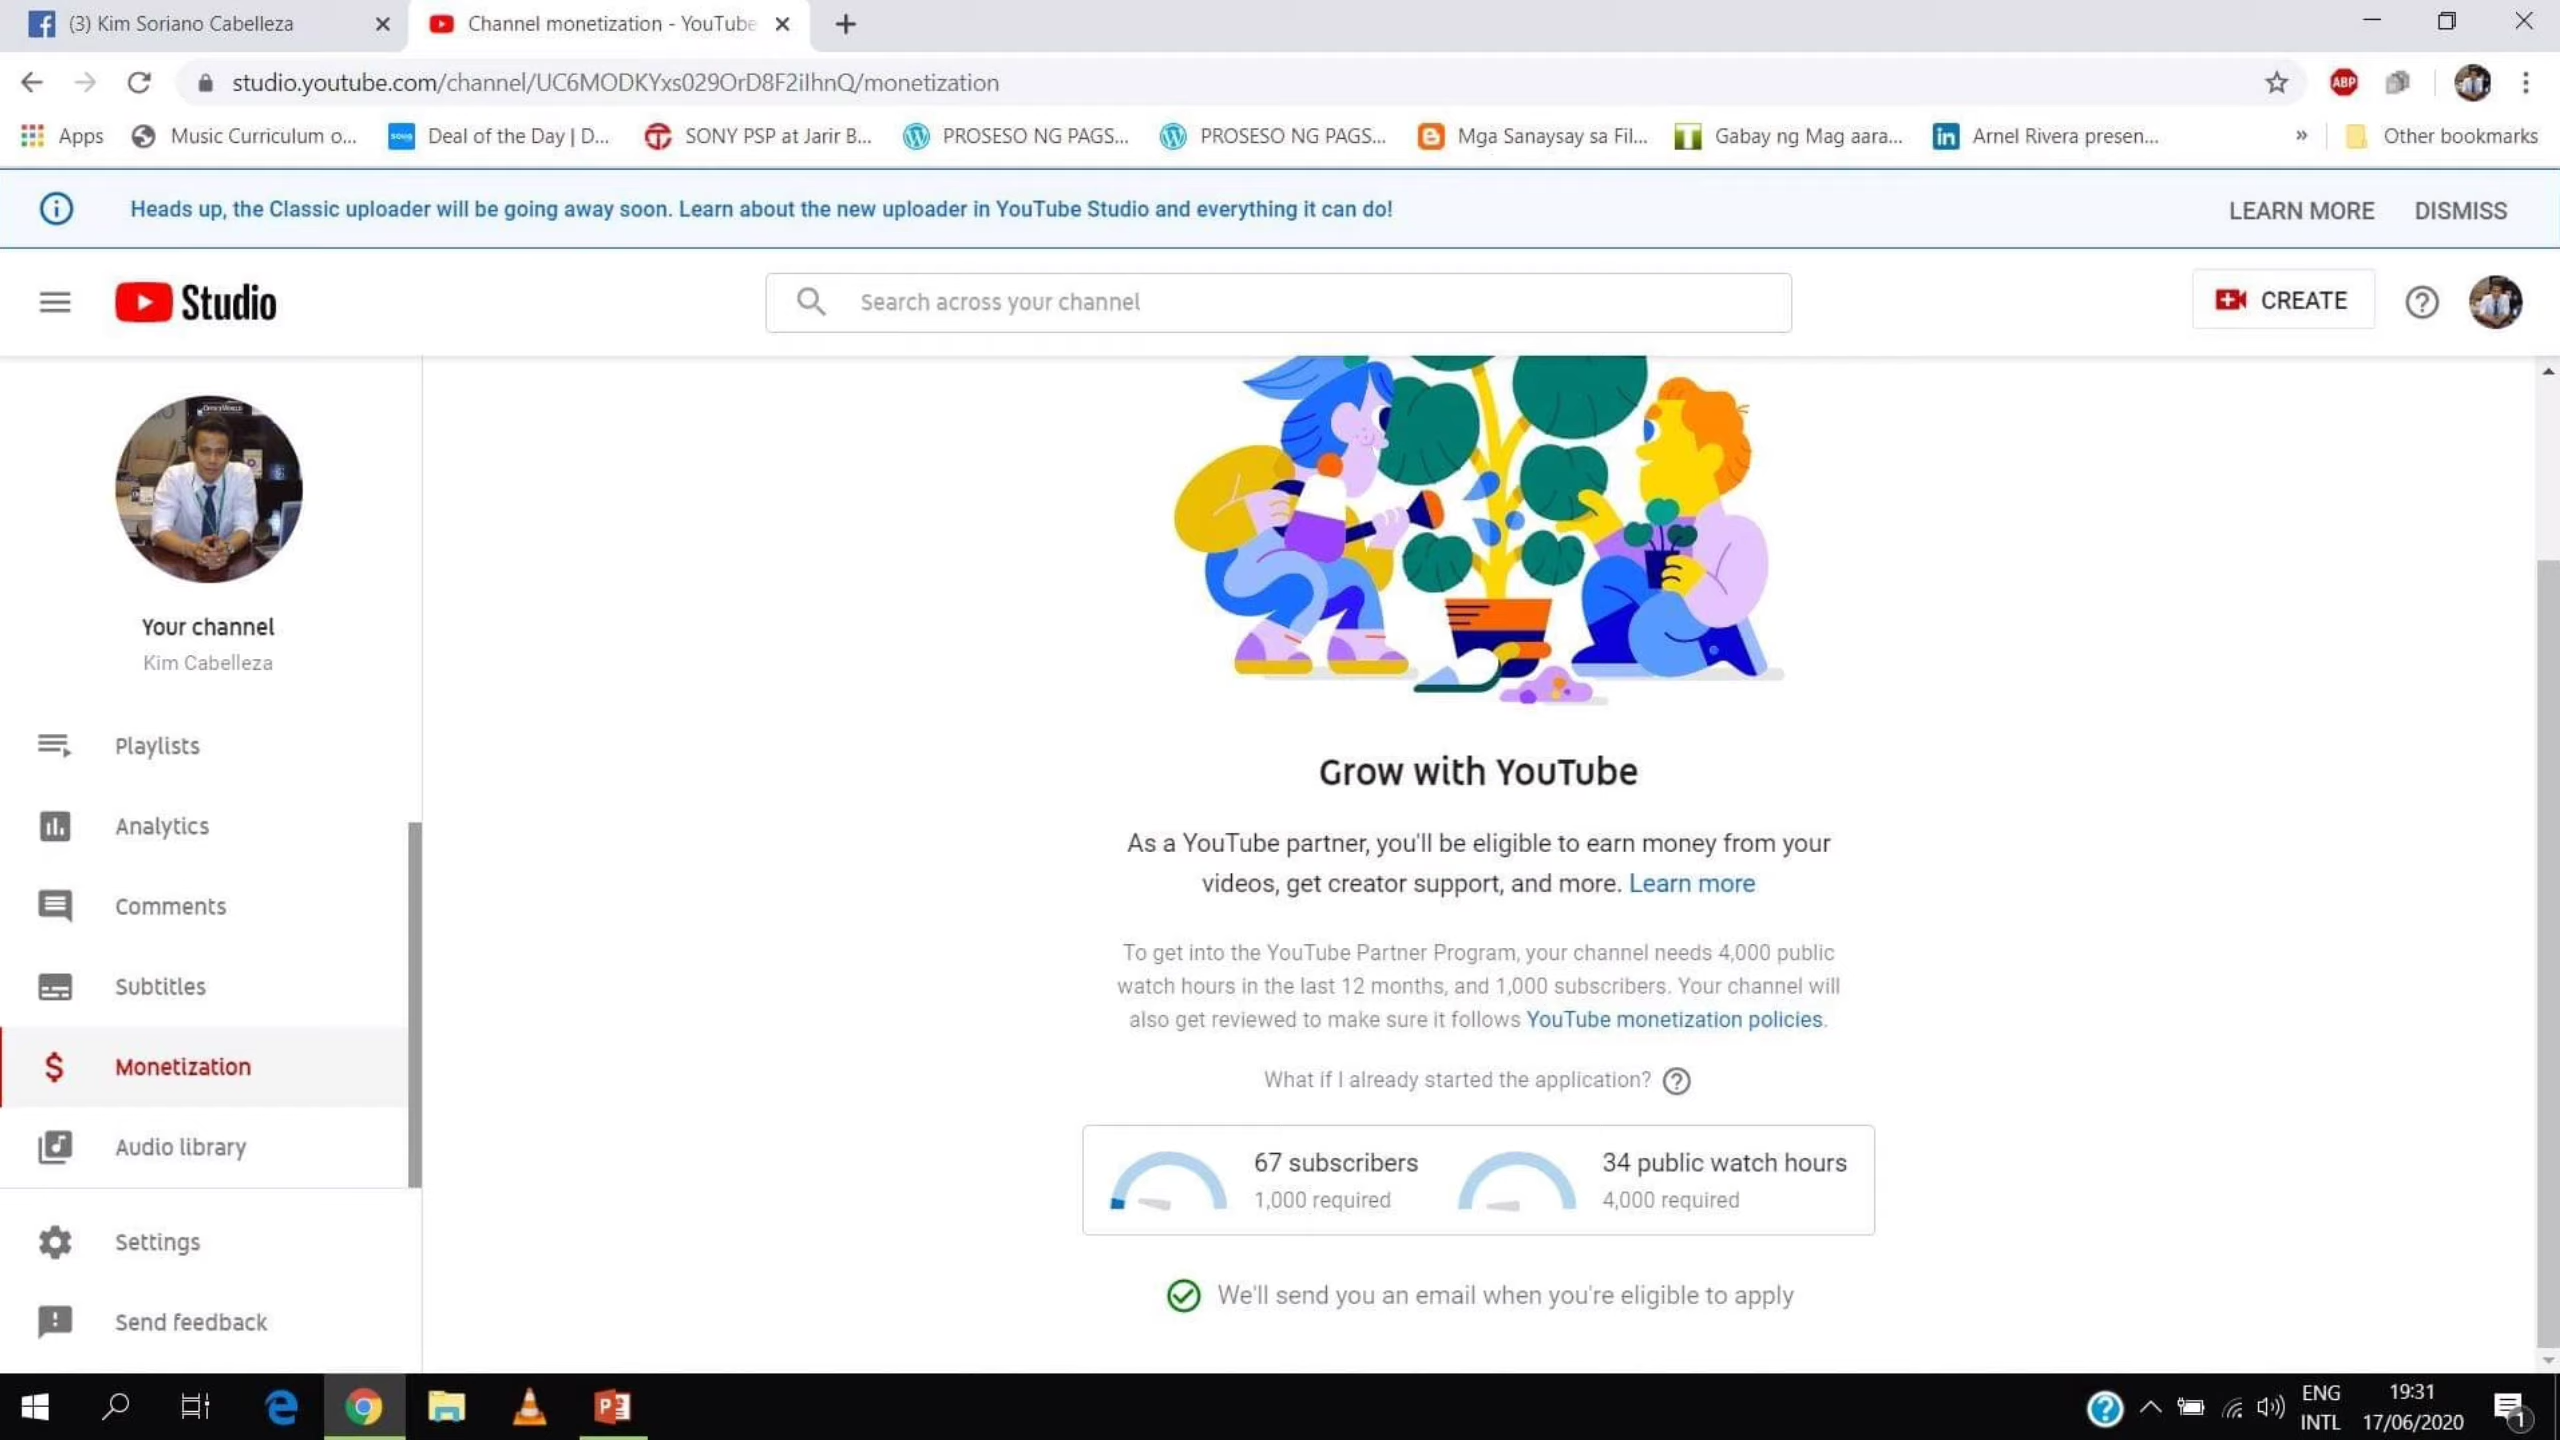 (3) Kim Soriano Cabelleza
Channel monetization - YouTube
studio.youtube.com/channel/UC6MODKYxs029OrD8F2iIhnQ/monetization
ABP
Apps
Music Curriculum o...
Deal of the Day | D...
SONY PSP at Jarir B...
PROSESO NG PAGS...
PROSESO NG PAGS...
Mga Sanaysay sa Fil...
Gabay ng Mag aara...
Arnel Rivera presen...
Other bookmarks
Heads up, the Classic uploader will be going away soon. Learn about the new uploader in YouTube Studio and everything it can do!
LEARN MORE
DISMISS
Studio
Search across your channel
CREATE
Your channel
Kim Cabelleza
Playlists
Analytics
Comments
Subtitles
Monetization
Audio library
Settings
Send feedback
Grow with YouTube
As a YouTube partner, you'll be eligible to earn money from your
videos, get creator support, and more. Learn more
To get into the YouTube Partner Program, your channel needs 4,000 public
watch hours in the last 12 months, and 1,000 subscribers. Your channel will
also get reviewed to make sure it follows YouTube monetization policies.
What if I already started the application?
67 subscribers
1,000 required
34 public watch hours
4,000 required
We'll send you an email when you're eligible to apply
ENG
INTL
19:31
17/06/2020
1